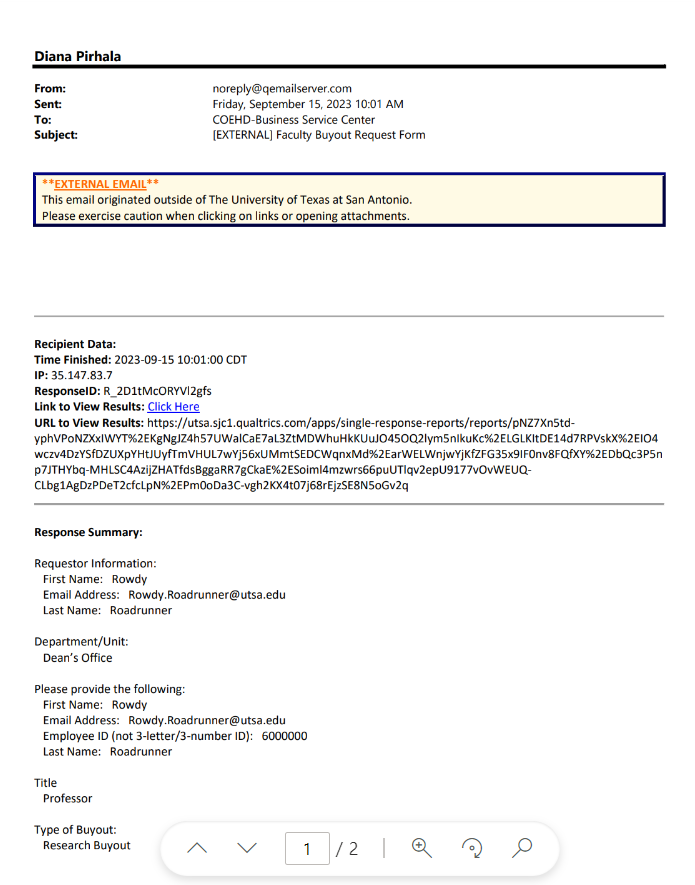 Diana Pirhala
From: noreply@qemailserver.com
Sent: Friday, September 15, 2023 10:01 AM
To: COEHD-Business Service Center
Subject: [EXTERNAL] Faculty Buyout Request Form
**EXTERNAL EMAIL**
This email originated outside of The University of Texas at San Antonio.
Please exercise caution when clicking on links or opening attachments.
Recipient Data:
Time Finished: 2023-09-15 10:01:00 CDT
IP: 35.147.83.7
ResponseID: R_2D1tMcORYVl2gfs
Link to View Results: Click Here
URL to View Results: https://utsa.sjc1.qualtrics.com/apps/single-response-reports/reports/pNZ7Xn5td-
yphVPoNZXxIWYT%2EKgNgJZ4h57UWalCaE7aL3ZtMDWhuHkKUuJO45OQ2lym5nIkuKc%2ELGLKItDE14d7RPVskX%2EIO4
wczv4DzYSfDZUXpYHtJUyfTmVHUL7wYj56xUMmtSEDCWqnxMd%2EarWELWnjwYjKfZFG35x9IF0nv8FQfXY%2EDbQc3P5n
p7JTHYbq-MHLSC4AzijZHATfdsBggaRR7gCkaE%2ESoimI4mzwrs66puUTlqv2epU9177vOvWEUQ-
CLbg1AgDzPDeT2cfcLpN%2EPm0oDa3C-vgh2KX4t07j68rEjzSE8N5oGv2q
Response Summary:
Requestor Information:
First Name: Rowdy
Email Address: Rowdy.Roadrunner@utsa.edu
Last Name: Roadrunner
Department/Unit:
Dean’s Office
Please provide the following:
First Name: Rowdy
Email Address: Rowdy.Roadrunner@utsa.edu
Employee ID (not 3-letter/3-number ID): 6000000
Last Name: Roadrunner
Title
Professor
Type of Buyout:
Research Buyout
1 / 2